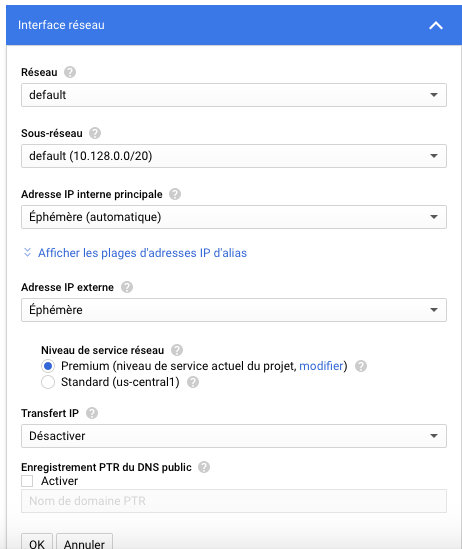 Interface réseau
Réseau ?
default
Sous-réseau ?
default (10.128.0.0/20)
Adresse IP interne principale ?
Éphémère (automatique)
Afficher les plages d'adresses IP d'alias
Adresse IP externe ?
Éphémère
Niveau de service réseau ?
Premium (niveau de service actuel du projet, modifier) ?
Standard (us-central1) ?
Transfert IP ?
Désactiver
Enregistrement PTR du DNS public ?
Activer
Nom de domaine PTR
OK Annuler